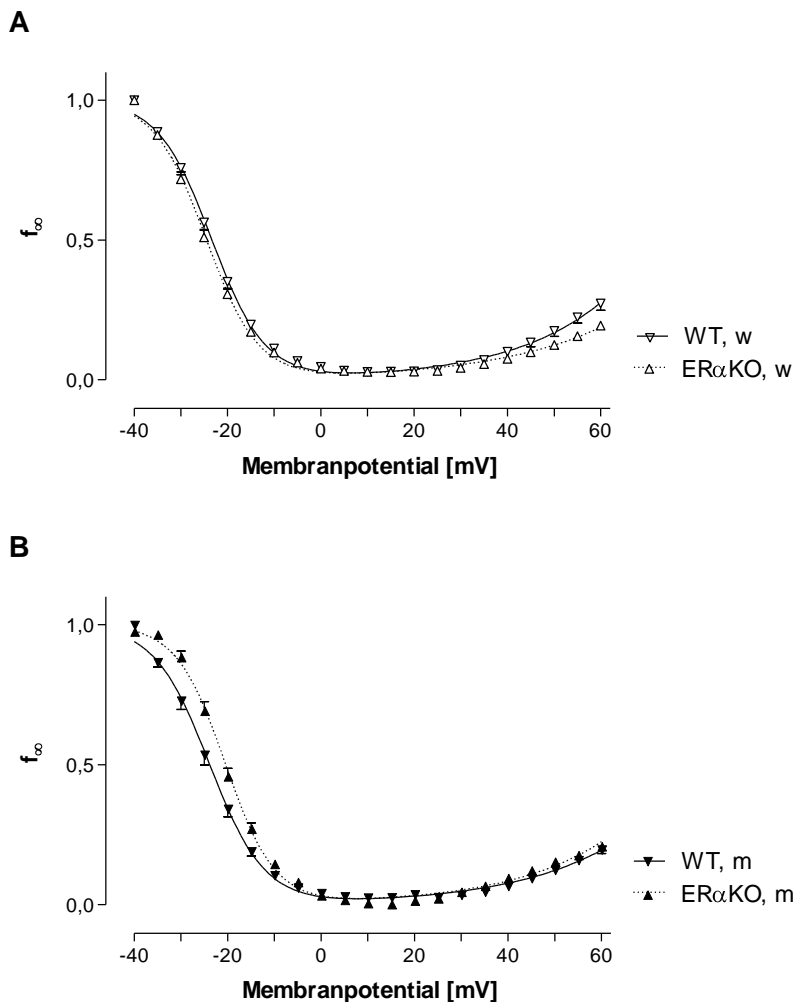 A
1,0
0,5
0,0
f∞
-40 -20 0 20 40 60
Membranpotential [mV]
WT, w
ERαKO, w
B
1,0
0,5
0,0
f∞
-40 -20 0 20 40 60
Membranpotential [mV]
WT, m
ERαKO, m